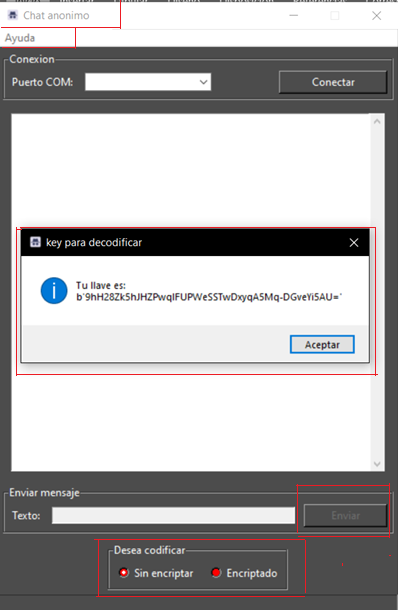 Chat anonimo
Ayuda
Conexion
Puerto COM:
Conectar
key para decodificar
Tu llave es:
b`9hH28Zk5hJHZPwqIFUPWeSSTwDxyqA5Mq-DGveYi5AU=`
Aceptar
Enviar mensaje
Texto:
Enviar
Desea codificar
Sin encriptar
Encriptado